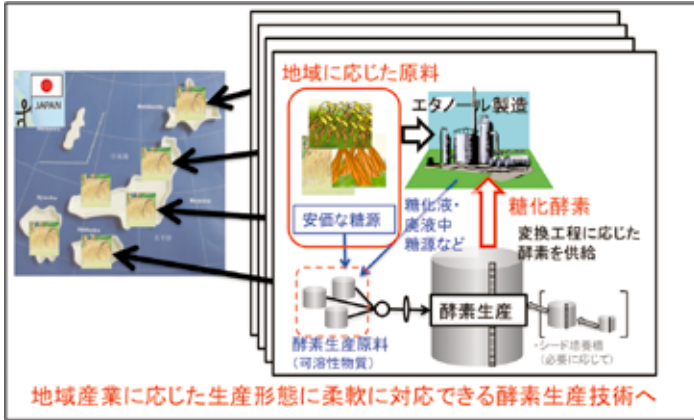 地域に応じた原料
エタノール製造
JAPAN
安価な糖源
糖化液・
廃液中
糖源など
糖化酵素
変換工程に応じた
酵素を供給
酵素生産
酵素生産原料
(可溶性物質)
・シード培養槽
(必要に応じて)
地域産業に応じた生産形態に柔軟に対応できる酵素生産技術へ